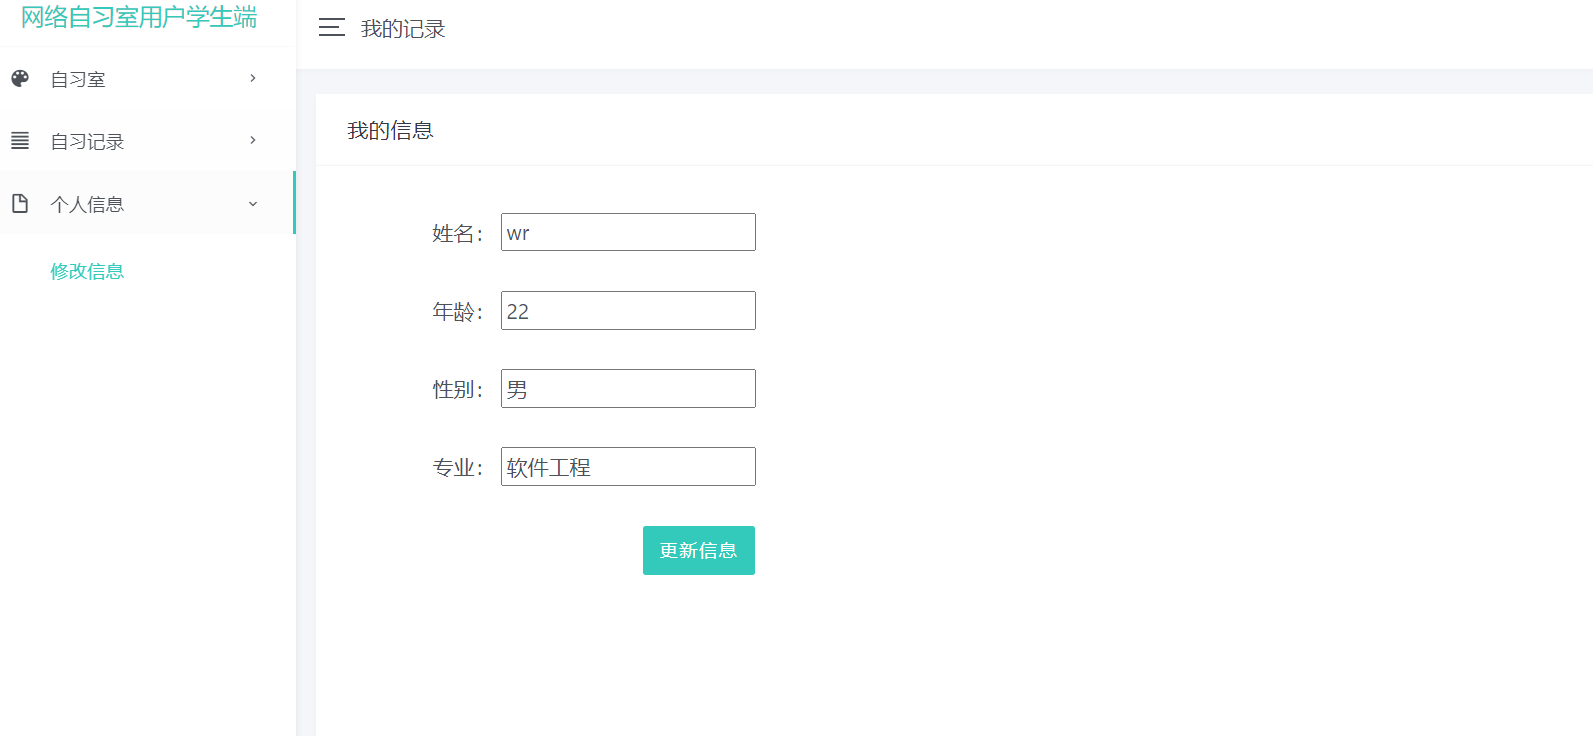 网络自习室用户学生端
自习室
自习记录
个人信息
修改信息
我的记录
我的信息
姓名： wr
年龄： 22
性别： 男
专业： 软件工程
更新信息